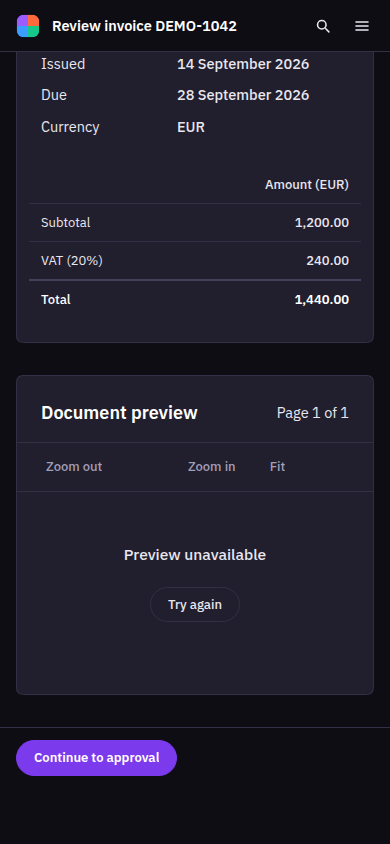 Review invoice DEMO-1042
Issued 14 September 2026
Due 28 September 2026
Currency EUR
Amount (EUR)
Subtotal 1,200.00
VAT (20%) 240.00
Total 1,440.00
Document preview Page 1 of 1
Zoom out Zoom in Fit
Preview unavailable
Try again
Continue to approval